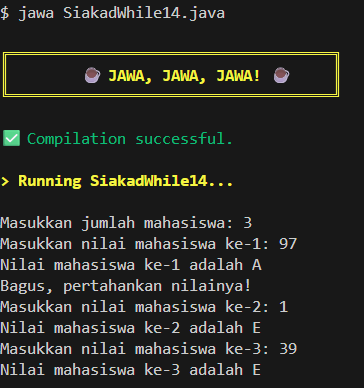 $ jawa SiakadWhile14.java
🥥 JAWA, JAWA, JAWA! 🥥
✅ Compilation successful.
> Running SiakadWhile14...
Masukkan jumlah mahasiswa: 3
Masukkan nilai mahasiswa ke-1: 97
Nilai mahasiswa ke-1 adalah A
Bagus, pertahankan nilainya!
Masukkan nilai mahasiswa ke-2: 1
Nilai mahasiswa ke-2 adalah E
Masukkan nilai mahasiswa ke-3: 39
Nilai mahasiswa ke-3 adalah E